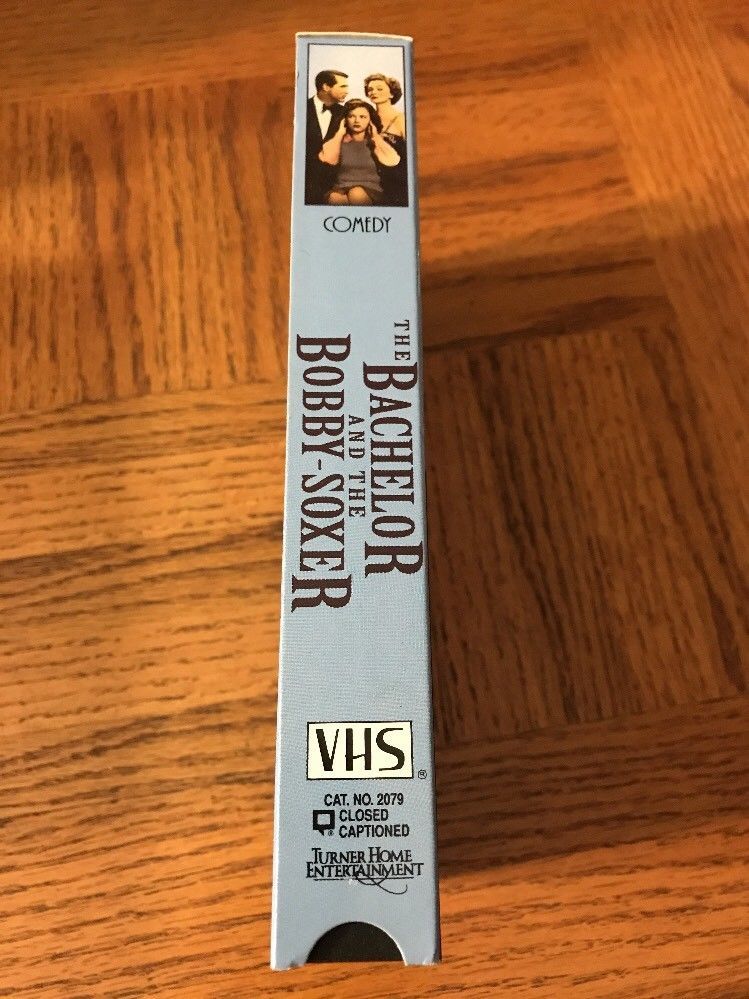 COMEDY
THE
BACHELOR
AND THE
BOBBY-SOXER
VHS
®
CAT. NO. 2079
® CLOSED
CAPTIONED
TURNER HOME
ENTERTAINMENT